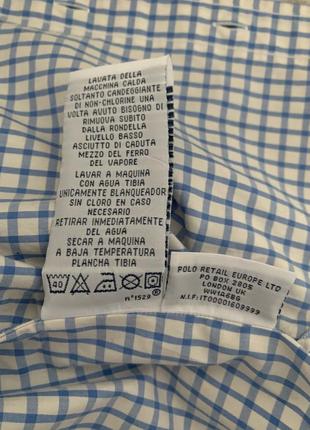 LAVATA DELLA
MACCHINA CALDA
SOLTANTO CANDEGGIANTE
DI NON-CHLORINE UNA
VOLTA AVUTO BISOGNO DI
RIMUOVA SUBITO
DALLA RONDELLA
LIVELLO BASSO
ASCIUTTO DI CADUTA
MEZZO DEL FERRO
DEL VAPORE
LAVAR A MAQUINA
CON AGUA TIBIA
UNICAMENTE BLANQUEADOR
SIN CLORO EN CASO
NECESARIO
RETIRAR INMEDIATAMENTE
DEL AGUA
SECAR A MAQUINA
A BAJA TEMPERATURA
PLANCHA TIBIA
40
n°1529 ®
POLO RETAIL EUROPE LTD
PO BOX 2805
LONDON UK
WW1A6BG
N.I.F: IT00001609999